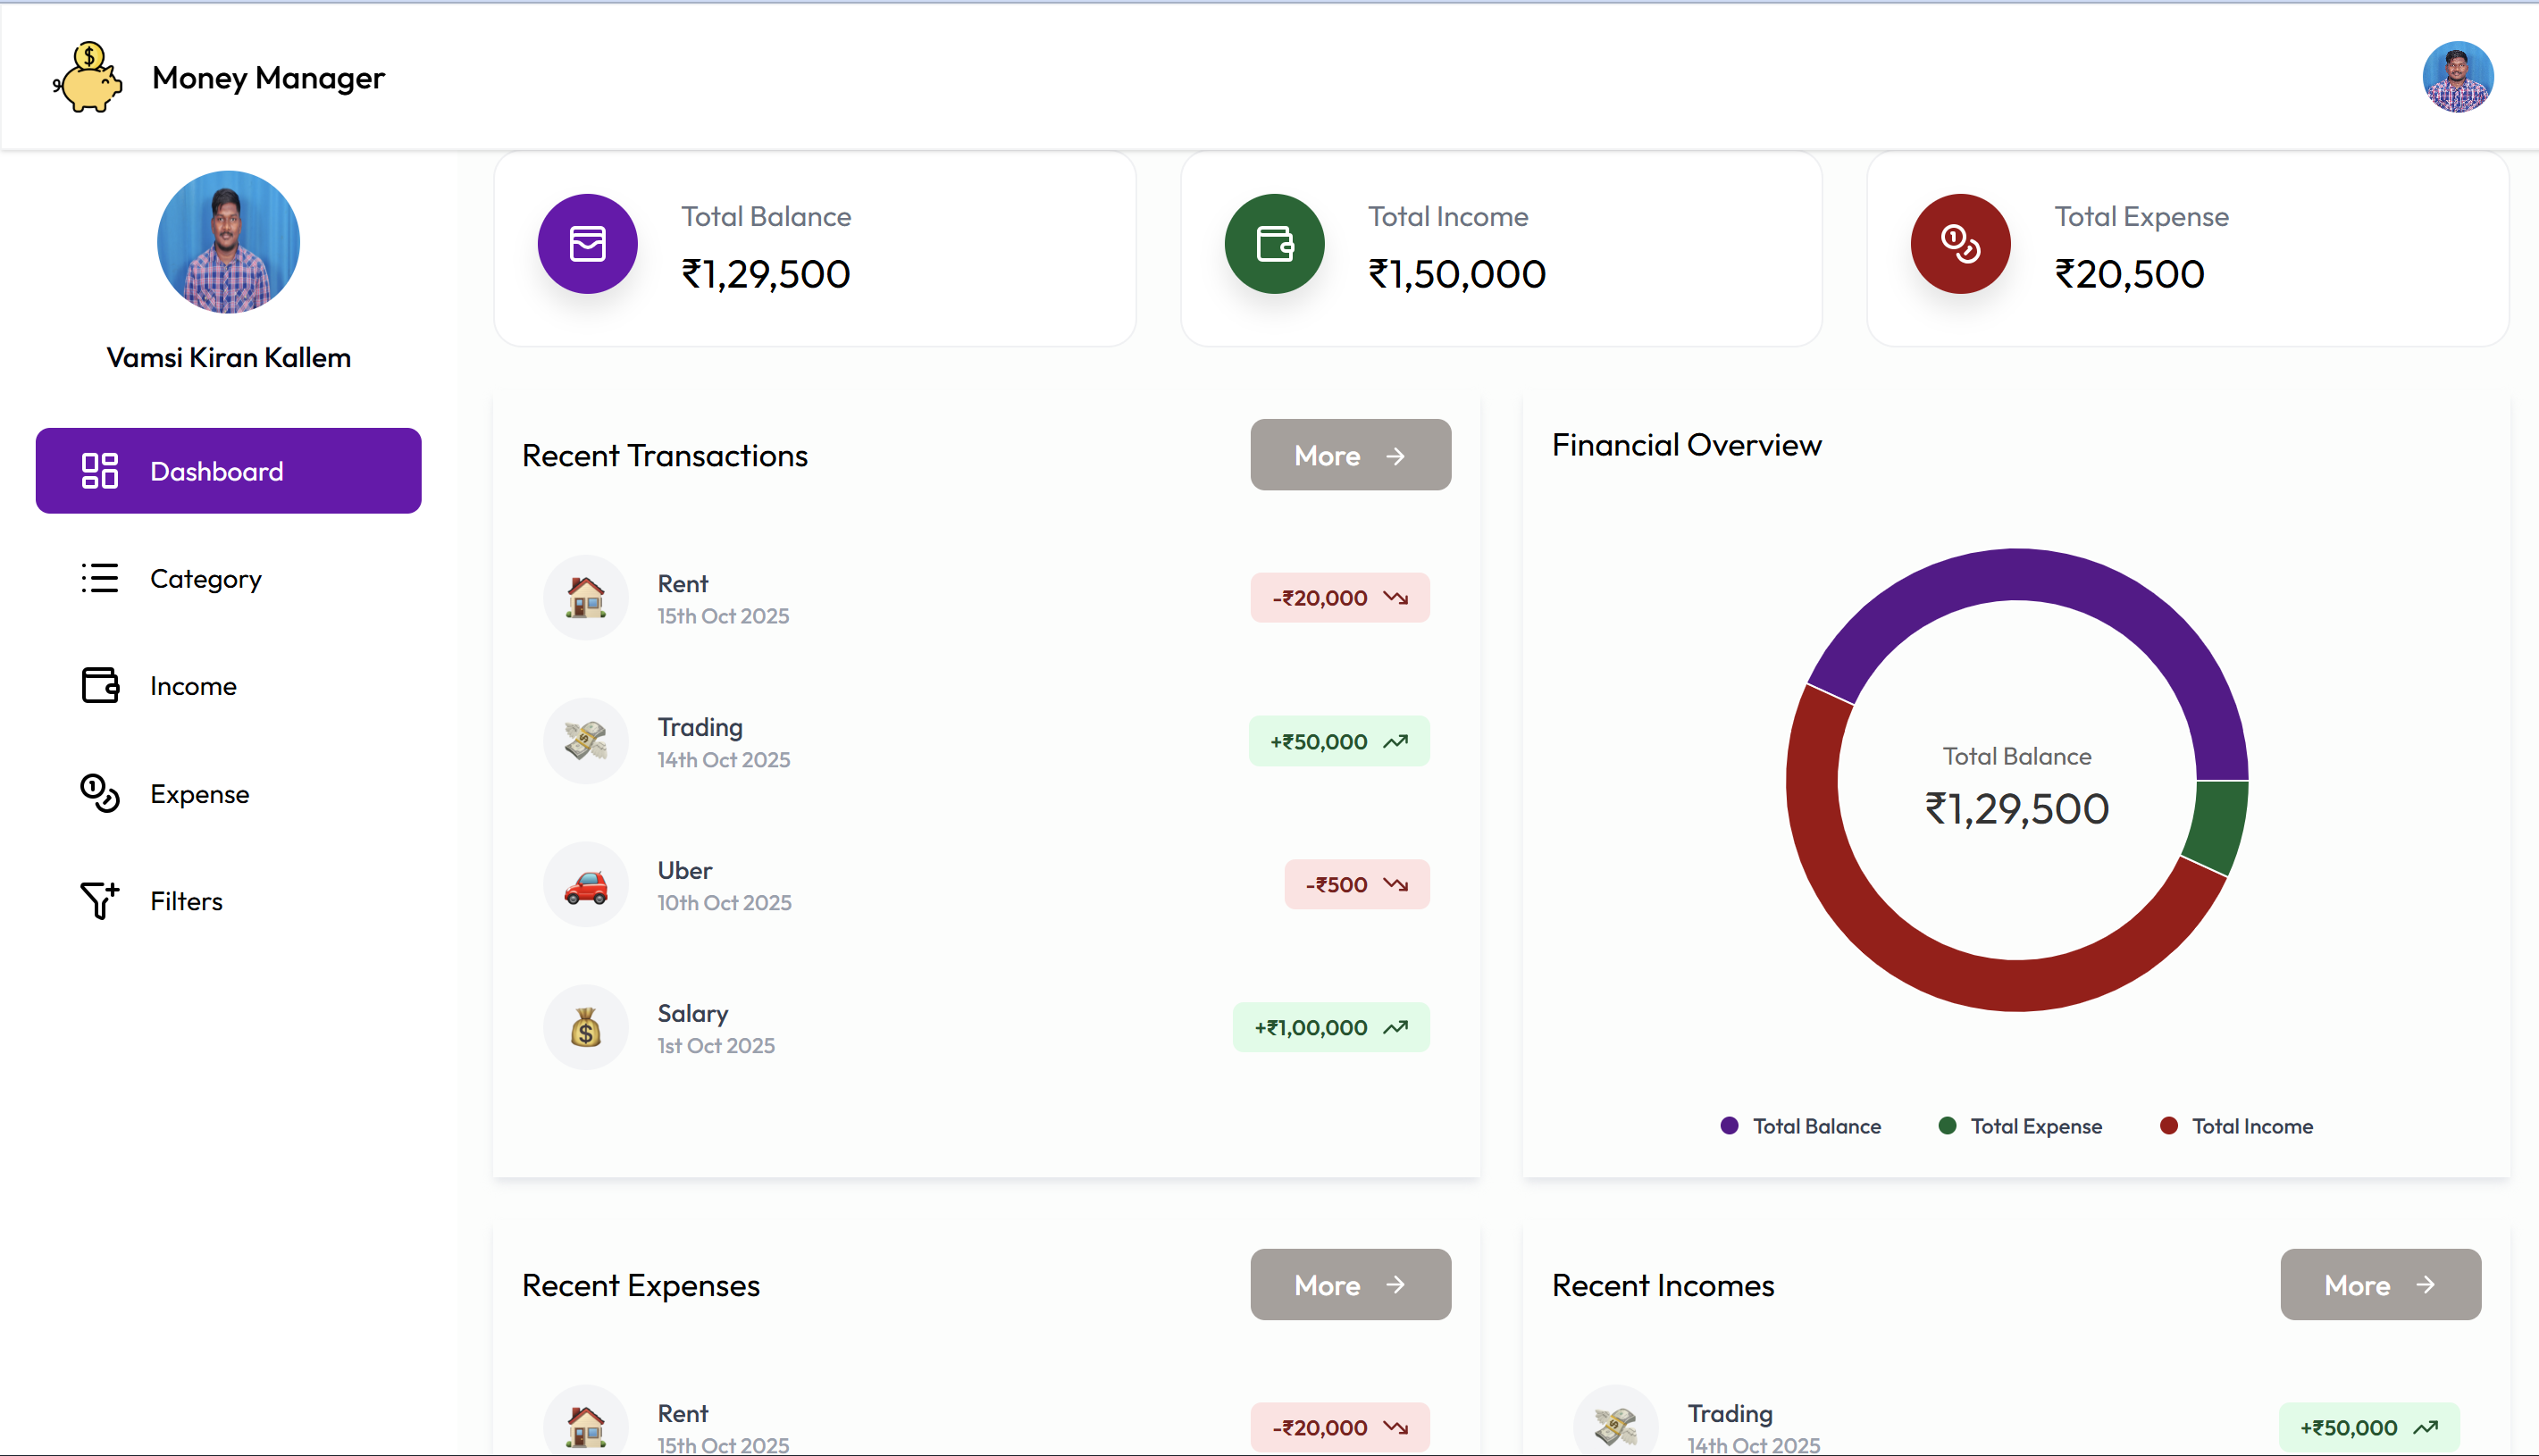 Money Manager
Vamsi Kiran Kallem
Dashboard
Category
Income
Expense
Filters
Total Balance
₹1,29,500
Total Income
₹1,50,000
Total Expense
₹20,500
Recent Transactions
More
Rent
15th Oct 2025
-₹20,000
Trading
14th Oct 2025
+₹50,000
Uber
10th Oct 2025
-₹500
Salary
1st Oct 2025
+₹1,00,000
Financial Overview
Total Balance
₹1,29,500
Total Balance
Total Expense
Total Income
Recent Expenses
More
Rent
15th Oct 2025
-₹20,000
Recent Incomes
More
Trading
14th Oct 2025
+₹50,000